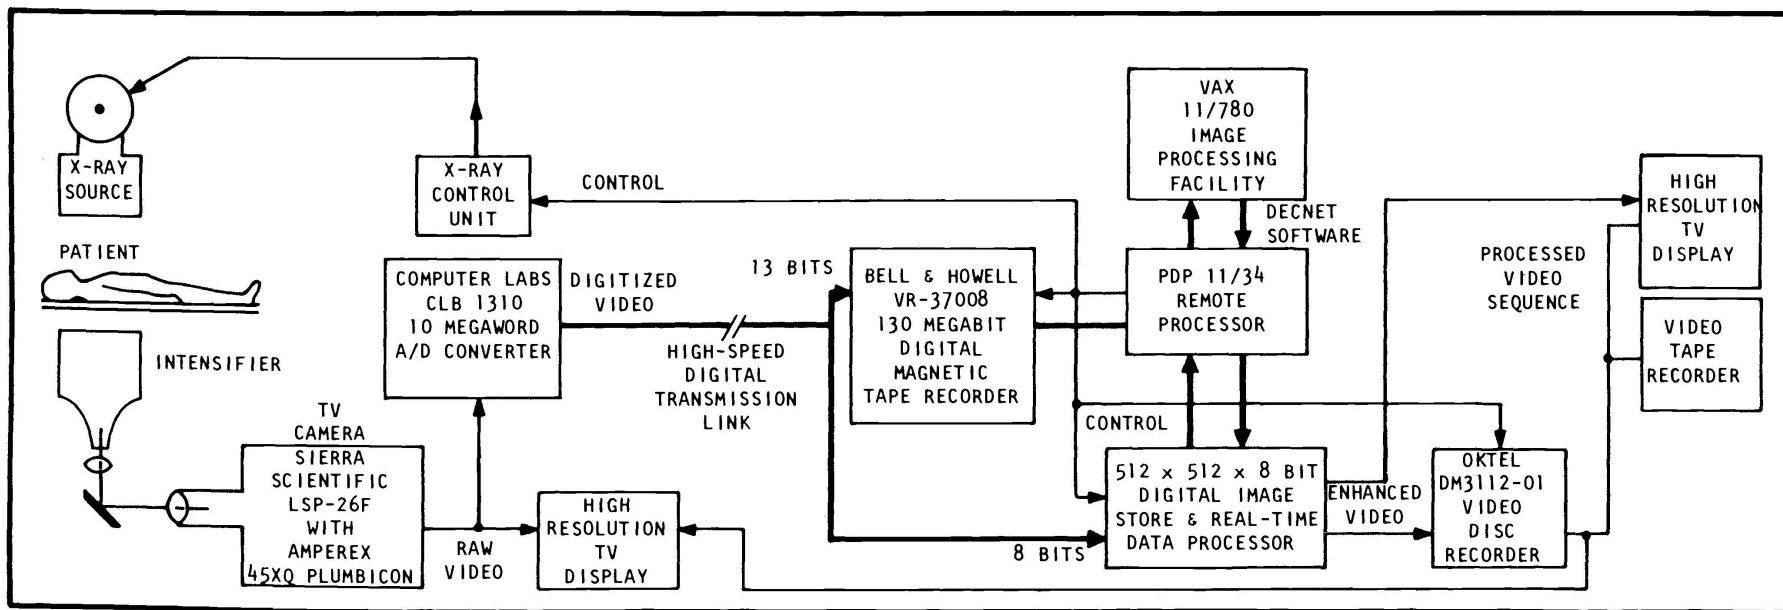 X-RAY
SOURCE
PATIENT
INTENSIFIER
TV
CAMERA
SIERRA
SCIENTIFIC
LSP-26F
WITH
AMPEREX
45XQ PLUMBICON
X-RAY
CONTROL
UNIT
CONTROL
COMPUTER LABS
CLB 1310
10 MEGAWORD
A/D CONVERTER
DIGITIZED
VIDEO
HIGH-SPEED
DIGITAL
TRANSMISSION
LINK
RAW
VIDEO
HIGH
RESOLUTION
TV
DISPLAY
13 BITS
BELL & HOWELL
VR-37008
130 MEGABIT
DIGITAL
MAGNETIC
TAPE RECORDER
8 BITS
VAX
11/780
IMAGE
PROCESSING
FACILITY
DECNET
SOFTWARE
PDP 11/34
REMOTE
PROCESSOR
CONTROL
512 x 512 x 8 BIT
DIGITAL IMAGE
STORE & REAL-TIME
DATA PROCESSOR
ENHANCED
VIDEO
OKTEL
DM3112-01
VIDEO
DISC
RECORDER
PROCESSED
VIDEO
SEQUENCE
HIGH
RESOLUTION
TV
DISPLAY
VIDEO
TAPE
RECORDER